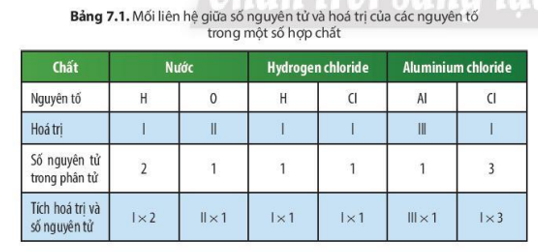 Bảng 7.1. Mối liên hệ giữa số nguyên tử và hoá trị của các nguyên tố
trong một số hợp chất
Chất Nước Hydrogen chloride Aluminium chloride
Nguyên tố H O H Cl Al Cl
Hoá trị I II I I III I
Số nguyên tử
trong phân tử 2 1 1 1 1 3
Tích hoá trị và
số nguyên tử I × 2 II × 1 I × 1 I × 1 III × 1 I × 3